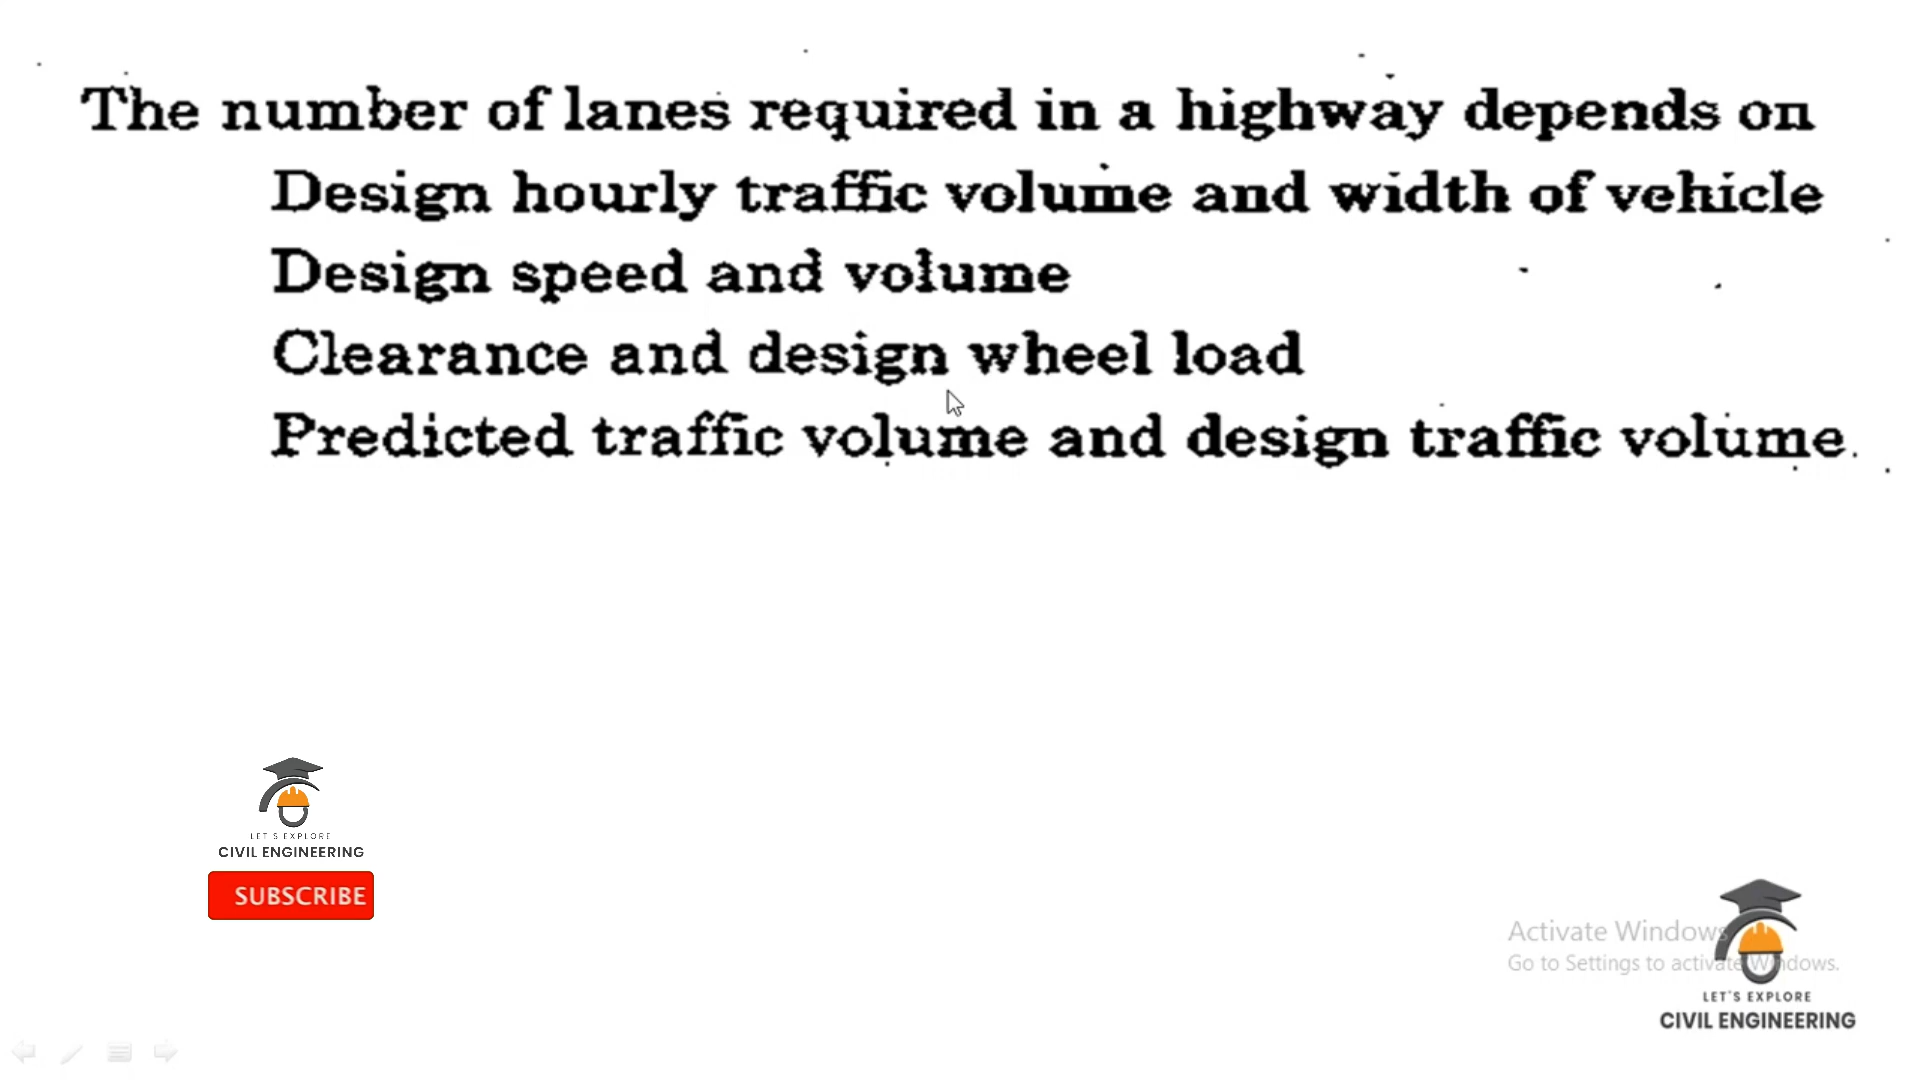 The number of lanes required in a highway depends on
Design hourly traffic volume and width of vehicle
Design speed and volume
Clearance and design wheel load
Predicted traffic volume and design traffic volume.
LET'S EXPLORE
CIVIL ENGINEERING
SUBSCRIBE
Activate Windows
Go to Settings to activate Windows.
LET'S EXPLORE
CIVIL ENGINEERING